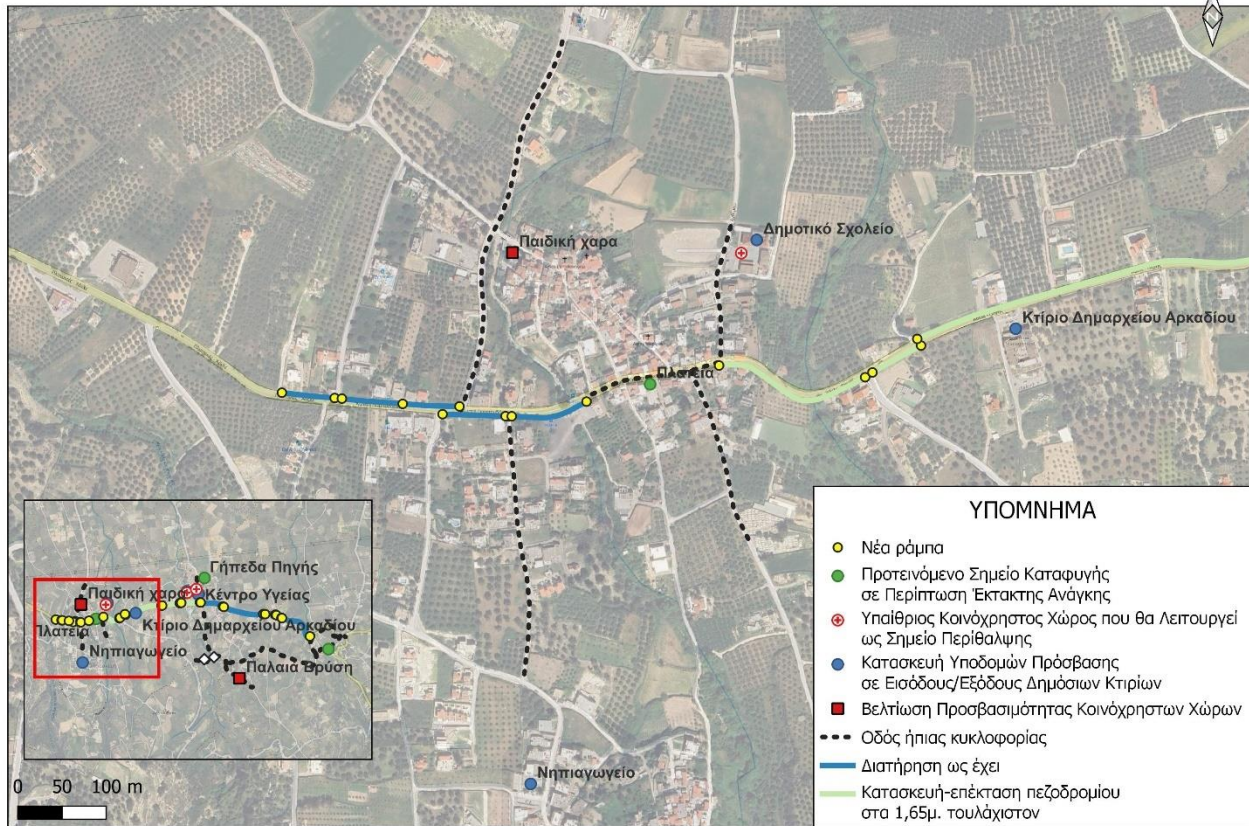 Παιδική χαρα
Δημοτικό Σχολείο
Κτίριο Δημαρχείου Αρκαδίου
Πλατεία
Νηπιαγωγείο
Γήπεδα Πηγής
Παιδική χαρα
Κέντρο Υγείας
Πλατεία
Κτίριο Δημαρχείου Αρκαδίου
Νηπιαγωγείο
Παλαια Βρύση
0 50 100 m
ΥΠΟΜΝΗΜΑ
Νέα ράμπα
Προτεινόμενο Σημείο Καταφυγής
σε Περίπτωση Έκτακτης Ανάγκης
Υπαίθριος Κοινόχρηστος Χώρος που θα Λειτουργεί
ως Σημείο Περίθαλψης
Κατασκευή Υποδομών Πρόσβασης
σε Εισόδους/Εξόδους Δημόσιων Κτιρίων
Βελτίωση Προσβασιμότητας Κοινόχρηστων Χώρων
Οδός ήπιας κυκλοφορίας
Διατήρηση ως έχει
Κατασκευή-επέκταση πεζοδρομίου
στα 1,65μ. τουλάχιστον